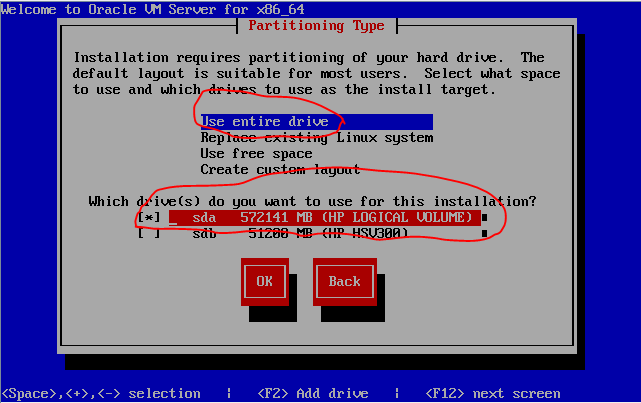 Welcome to Oracle VM Server for x86_64
Partitioning Type
Installation requires partitioning of your hard drive. The
default layout is suitable for most users. Select what space
to use and which drives to use as the install target.
Use entire drive
Replace existing Linux system
Use free space
Create custom layout
Which drive(s) do you want to use for this installation?
[*] sda 572141 MB (HP LOGICAL VOLUME)
[ ] sdb 51200 MB (HP HSV300)
OK Back
<Space>,<+>,<-> selection | <F2> Add drive | <F12> next screen